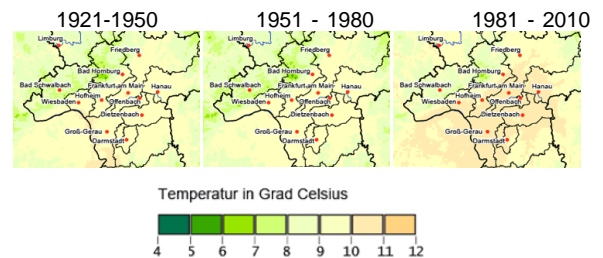 1921-1950
Limburg
Friedberg
Bad Homburg
Bad Schwalbach
Frankfurt am Main
Hanau
Hofheim
Wiesbaden
Offenbach
Dietzenbach
Groß-Gerau
Darmstadt
1951 - 1980
Limburg
Friedberg
Bad Homburg
Bad Schwalbach
Frankfurt am Main
Hanau
Hofheim
Wiesbaden
Offenbach
Dietzenbach
Groß-Gerau
Darmstadt
1981 - 2010
Limburg
Friedberg
Bad Homburg
Bad Schwalbach
Frankfurt am Main
Hanau
Hofheim
Wiesbaden
Offenbach
Dietzenbach
Groß-Gerau
Darmstadt
Temperatur in Grad Celsius
4 5 6 7 8 9 10 11 12